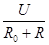 U
R₀ + R